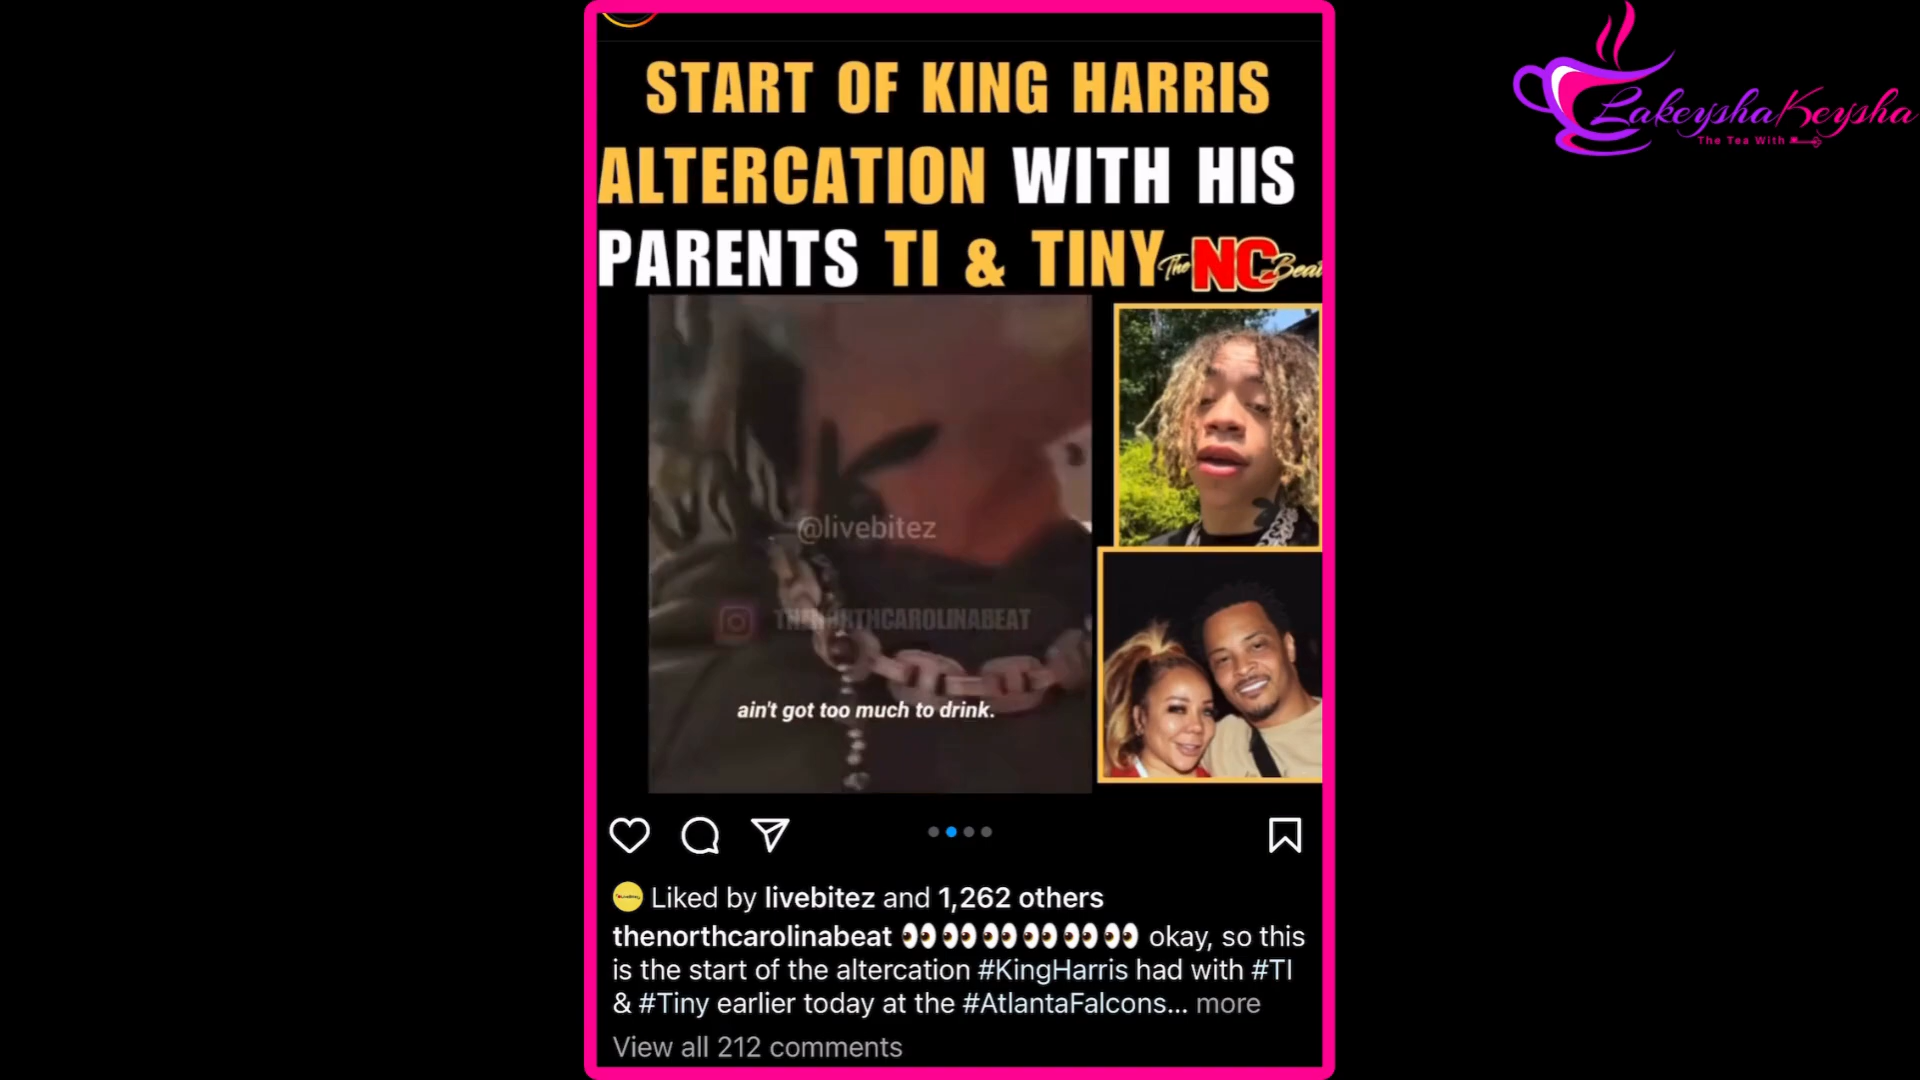 START OF KING HARRIS
ALTERCATION WITH HIS
PARENTS TI & TINY
The NC Beat
LakeyshaKeysha
The Tea With
@livebitez
THENORTHCAROLINABEAT
ain't got too much to drink.
Liked by livebitez and 1,262 others
thenorthcarolinabeat 👀👀👀👀👀👀 okay, so this
is the start of the altercation #KingHarris had with #TI
& #Tiny earlier today at the #AtlantaFalcons... more
View all 212 comments